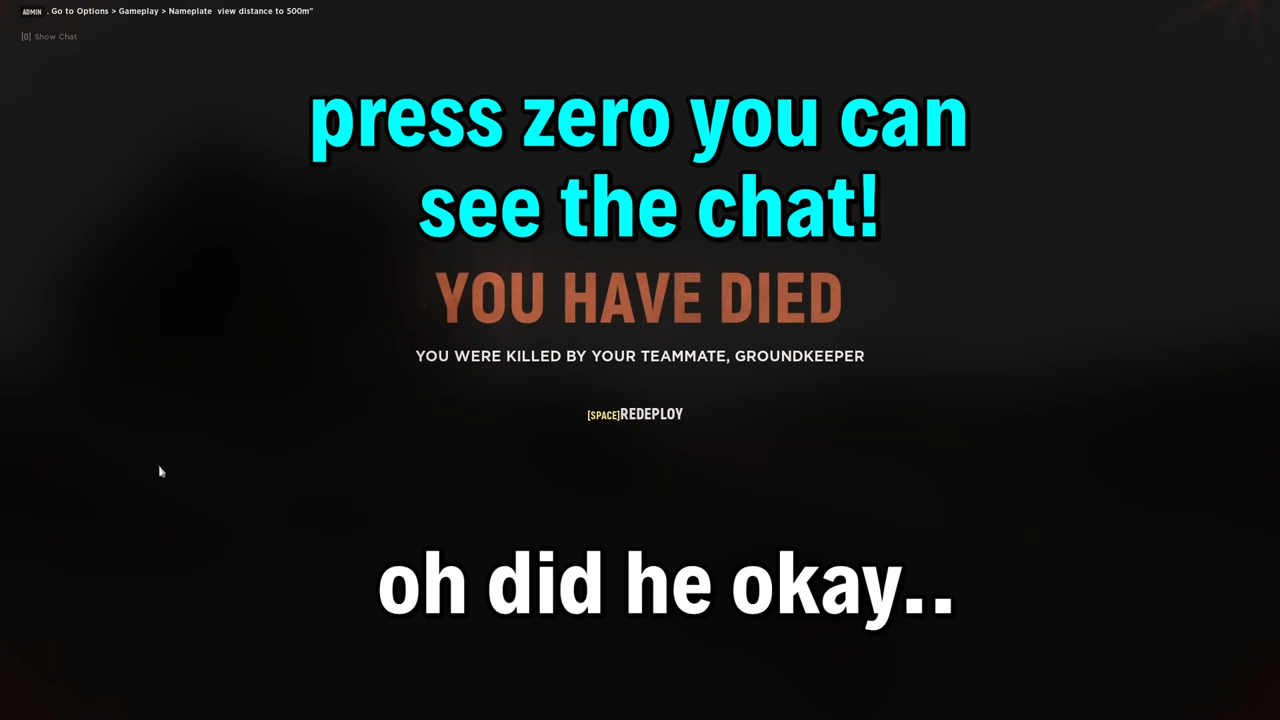 ADMIN . Go to Options > Gameplay > Nameplate view distance to 500m"
[0] Show Chat
press zero you can
see the chat!
YOU HAVE DIED
YOU WERE KILLED BY YOUR TEAMMATE, GROUNDKEEPER
[SPACE]REDEPLOY
oh did he okay..